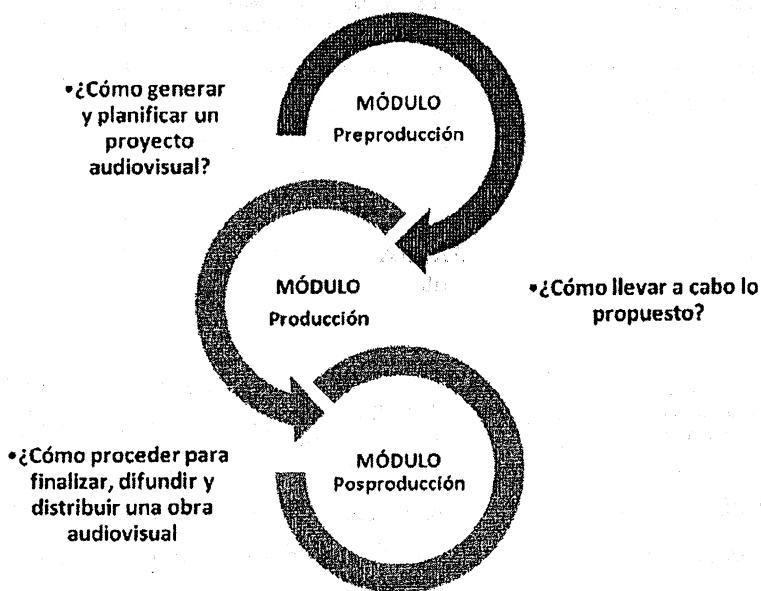 •¿Cómo generar
y planificar un
proyecto
audiovisual?
MÓDULO
Preproducción
MÓDULO
Producción
•¿Cómo llevar a cabo lo
propuesto?
•¿Cómo proceder para
finalizar, difundir y
distribuir una obra
audiovisual
MÓDULO
Posproducción